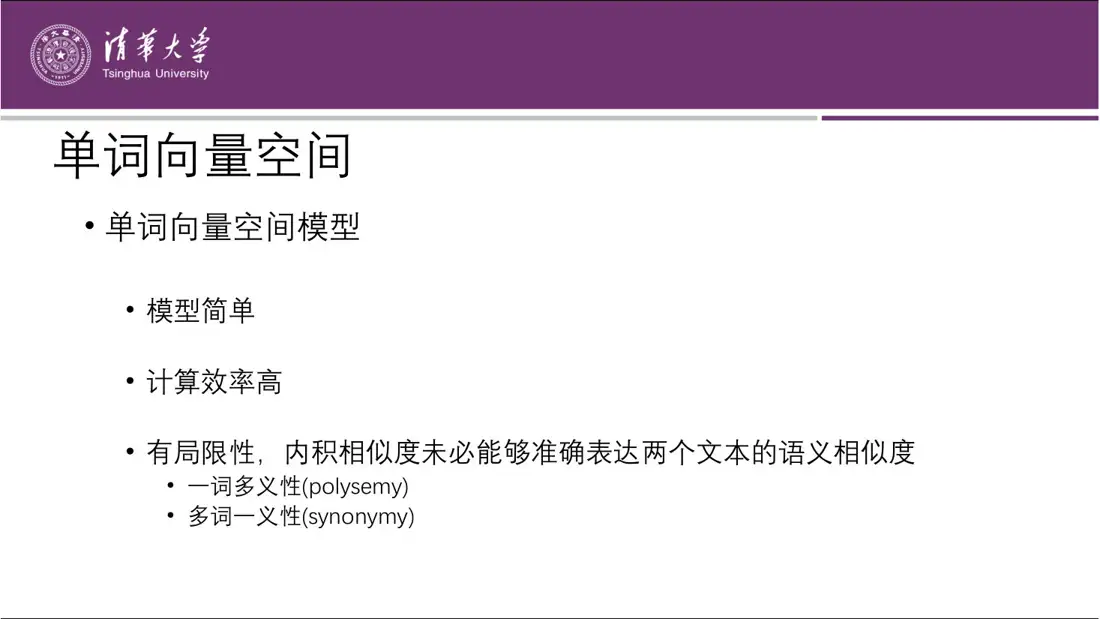 清华大学
Tsinghua University
单词向量空间
• 单词向量空间模型
• 模型简单
• 计算效率高
• 有局限性，内积相似度未必能够准确表达两个文本的语义相似度
• 一词多义性(polysemy)
• 多词一义性(synonymy)